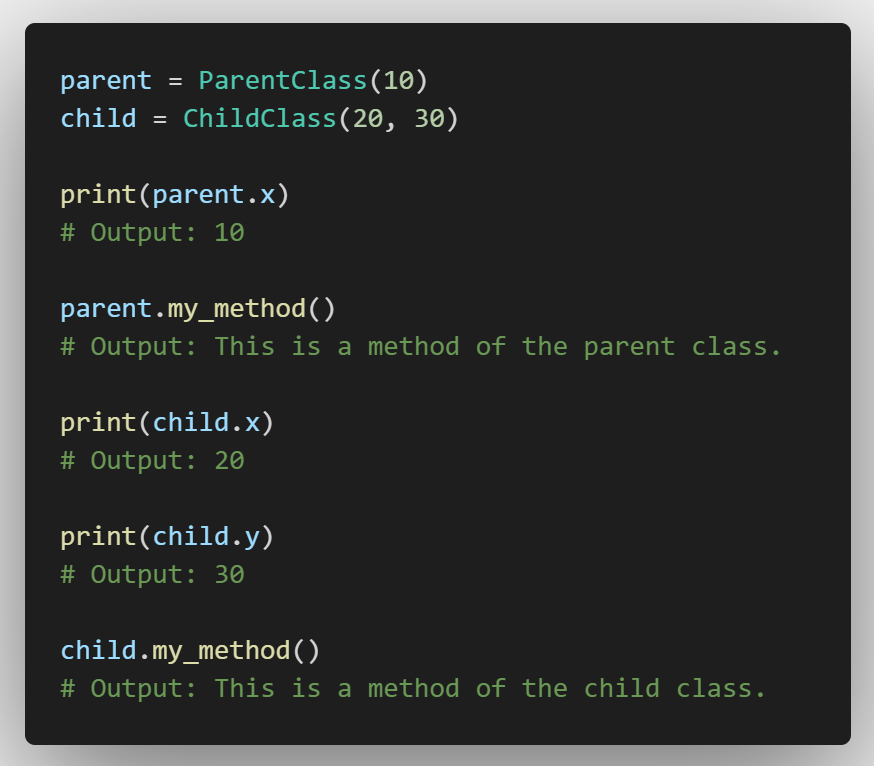 parent = ParentClass(10)
child = ChildClass(20, 30)
print(parent.x)
# Output: 10
parent.my_method()
# Output: This is a method of the parent class.
print(child.x)
# Output: 20
print(child.y)
# Output: 30
child.my_method()
# Output: This is a method of the child class.